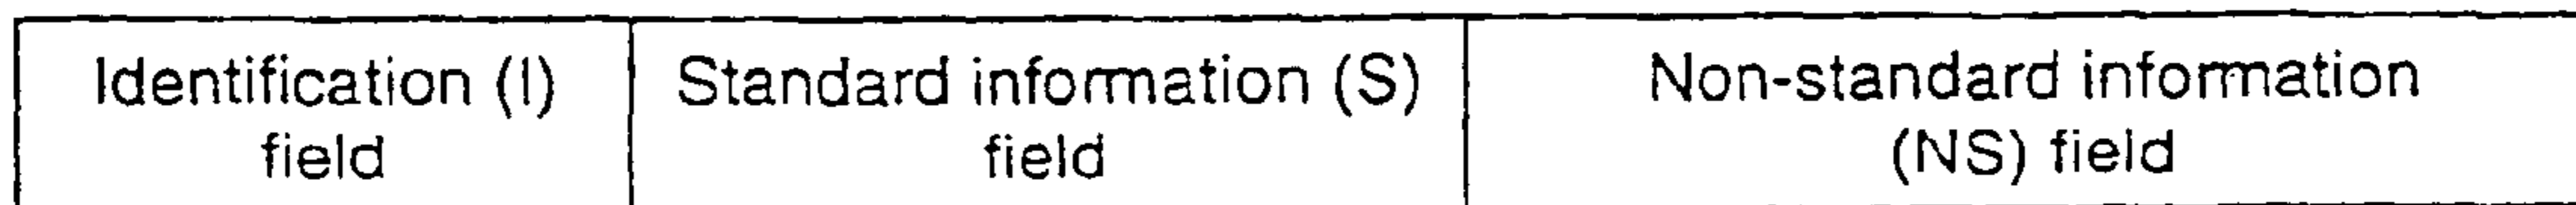 Identification (I)
field
Standard information (S)
field
Non-standard information
(NS) field